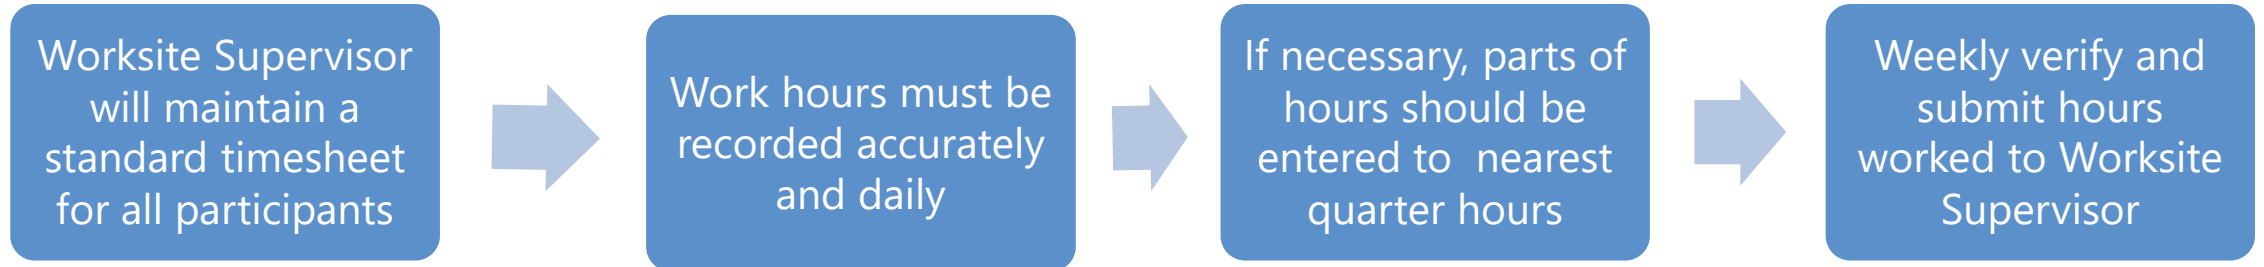 Worksite Supervisor
will maintain a
standard timesheet
for all participants
Work hours must be
recorded accurately
and daily
If necessary, parts of
hours should be
entered to  nearest
quarter hours
Weekly verify and
submit hours
worked to Worksite
Supervisor